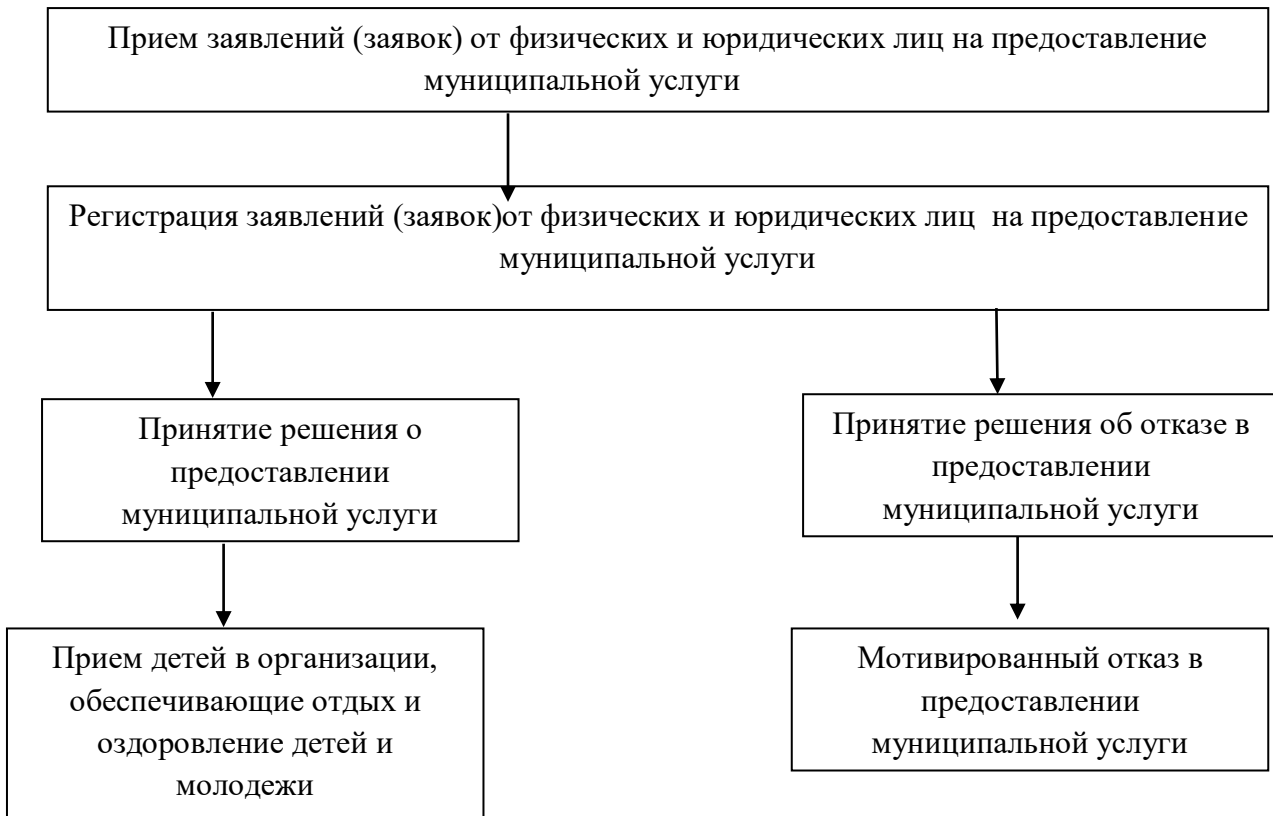 Прием заявлений (заявок) от физических и юридических лиц на предоставление
муниципальной услуги
Регистрация заявлений (заявок)от физических и юридических лиц на предоставление
муниципальной услуги
Принятие решения о
предоставлении
муниципальной услуги
Принятие решения об отказе в
предоставлении
муниципальной услуги
Прием детей в организации,
обеспечивающие отдых и
оздоровление детей и
молодежи
Мотивированный отказ в
предоставлении
муниципальной услуги